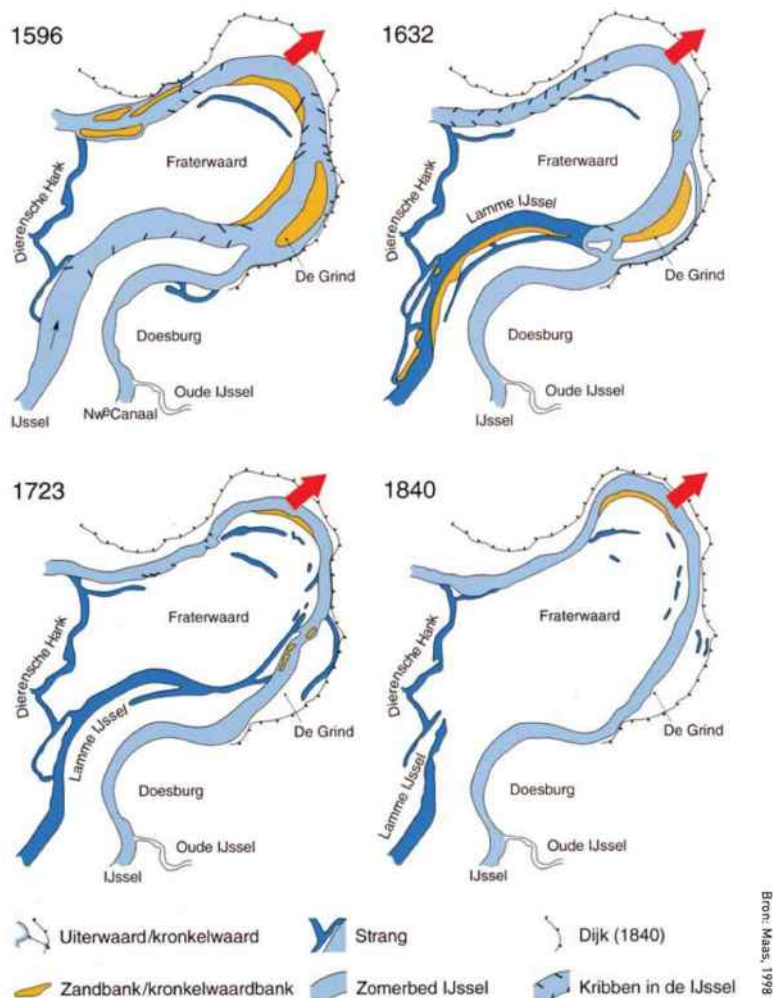 1596
Dierensche Hank
Fraterwaard
De Grind
Doesburg
Oude IJssel
IJssel
Nwe Canaal
1632
Dierensche Hank
Fraterwaard
Lamme IJssel
De Grind
Doesburg
Oude IJssel
IJssel
1723
Dierensche Hank
Fraterwaard
Lamme IJssel
De Grind
Doesburg
Oude IJssel
IJssel
1840
Dierensche Hank
Fraterwaard
Lamme IJssel
De Grind
Doesburg
Oude IJssel
IJssel
Uiterwaard/kronkelwaard
Strang
Dijk (1840)
Zandbank/kronkelwaardbank
Zomerbed IJssel
Kribben in de IJssel
Bron: Maas, 1998